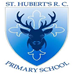 ST. HUBERT'S R. C.
PRIMARY SCHOOL